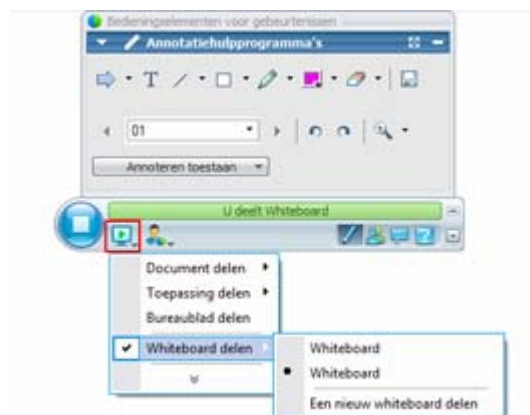 Bedieningselementen voor gebeurtenissen
Annotatiehulpprogramma's
T
01
Annoteren toestaan
U deelt Whiteboard
Document delen
Toepassing delen
Bureaublad delen
Whiteboard delen
Whiteboard
Whiteboard
Een nieuw whiteboard delen